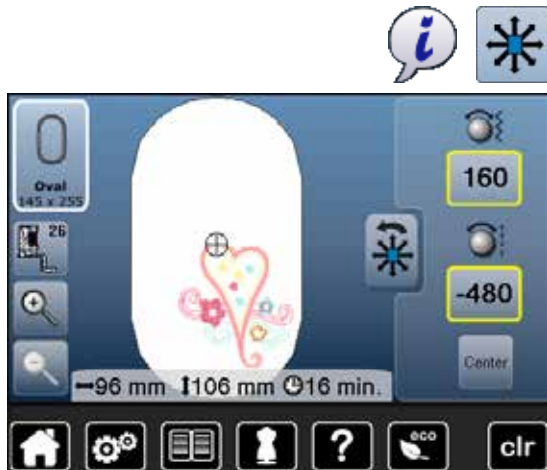 i
Oval
145 x 255
26
160
-480
Center
96 mm 106 mm 16 min.
?
eco
clr